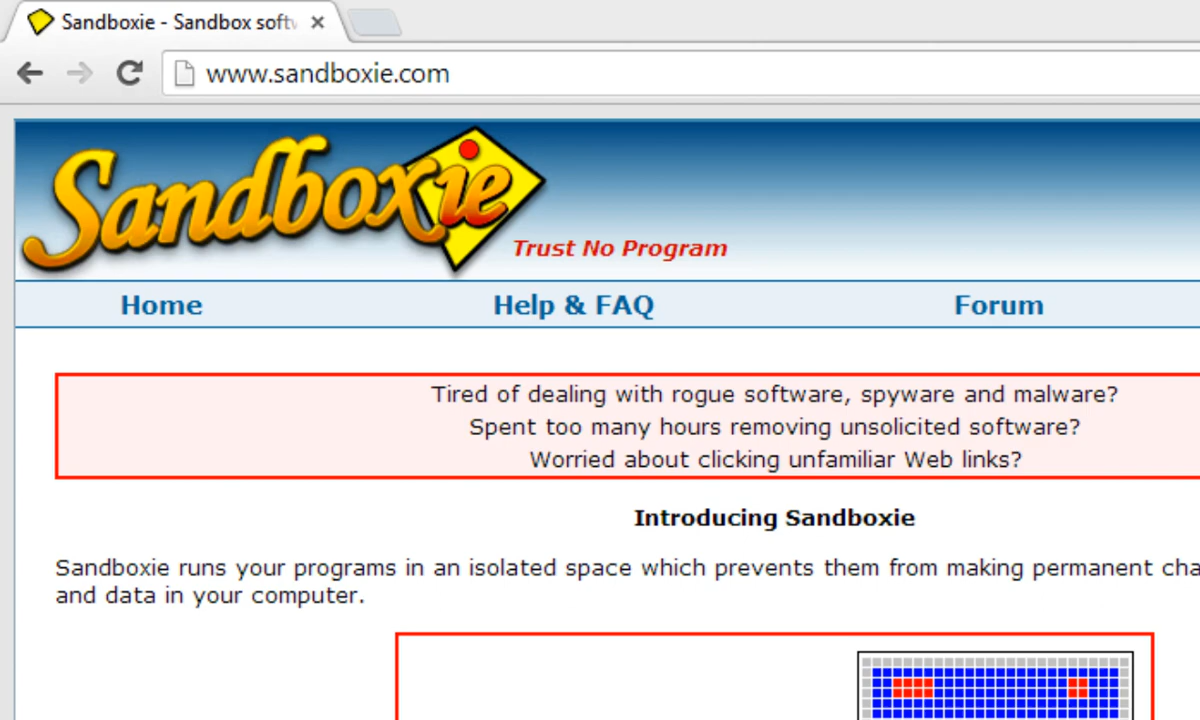 Sandboxie - Sandbox soft
www.sandboxie.com
Sandboxie
Trust No Program
Home Help & FAQ Forum
Tired of dealing with rogue software, spyware and malware?
Spent too many hours removing unsolicited software?
Worried about clicking unfamiliar Web links?
Introducing Sandboxie
Sandboxie runs your programs in an isolated space which prevents them from making permanent cha
and data in your computer.